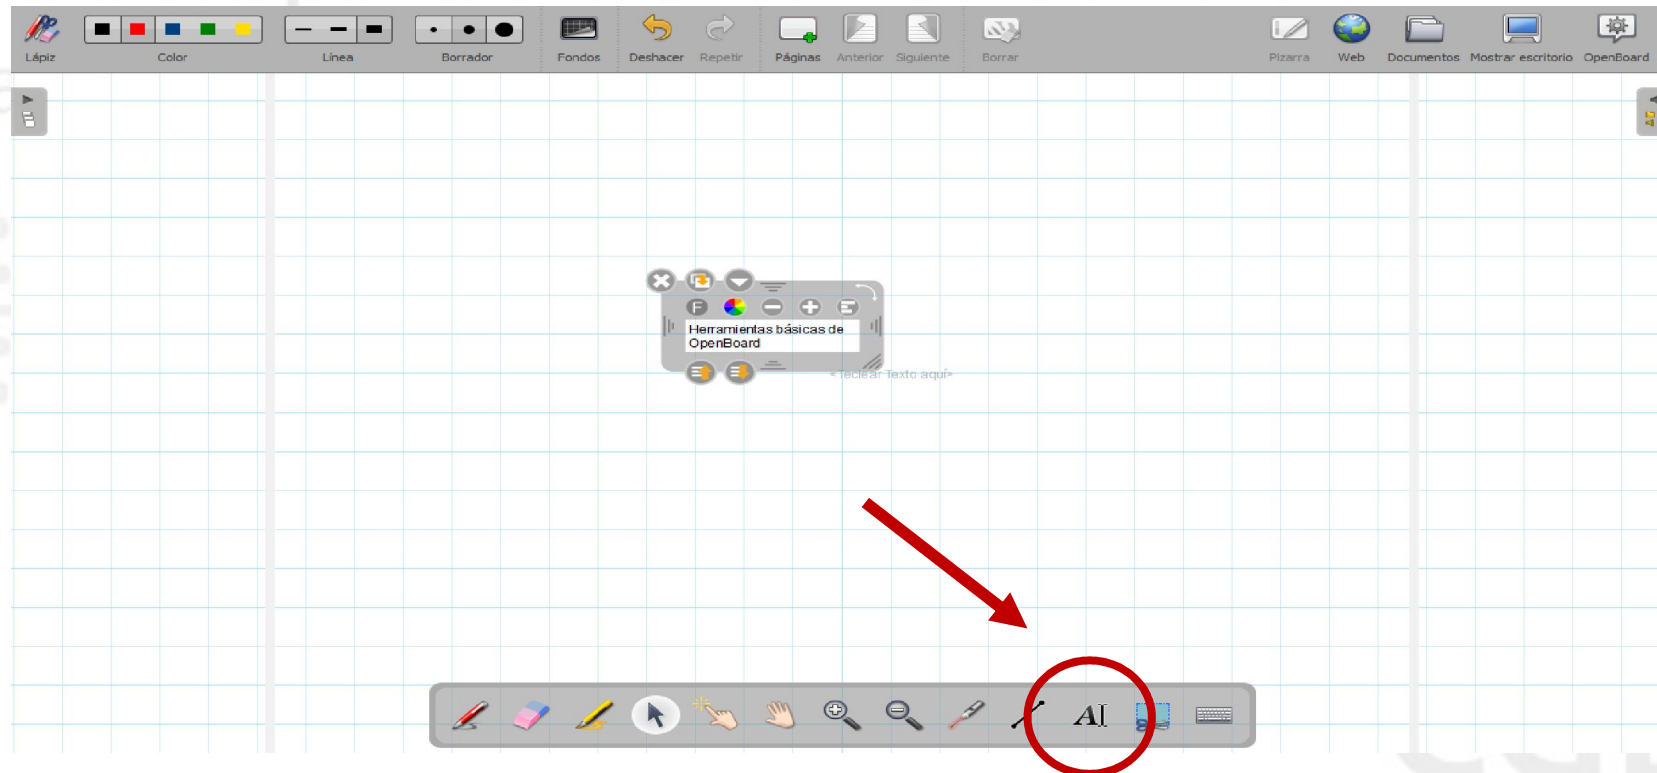 Lápiz
Color
Línea
Borrador
Fondos
Deshacer
Repetir
Páginas
Anterior
Siguiente
Borrar
Pizarra
Web
Documentos
Mostrar escritorio
OpenBoard
F
Herramientas básicas de
OpenBoard
<Teclear Texto aquí>
AI